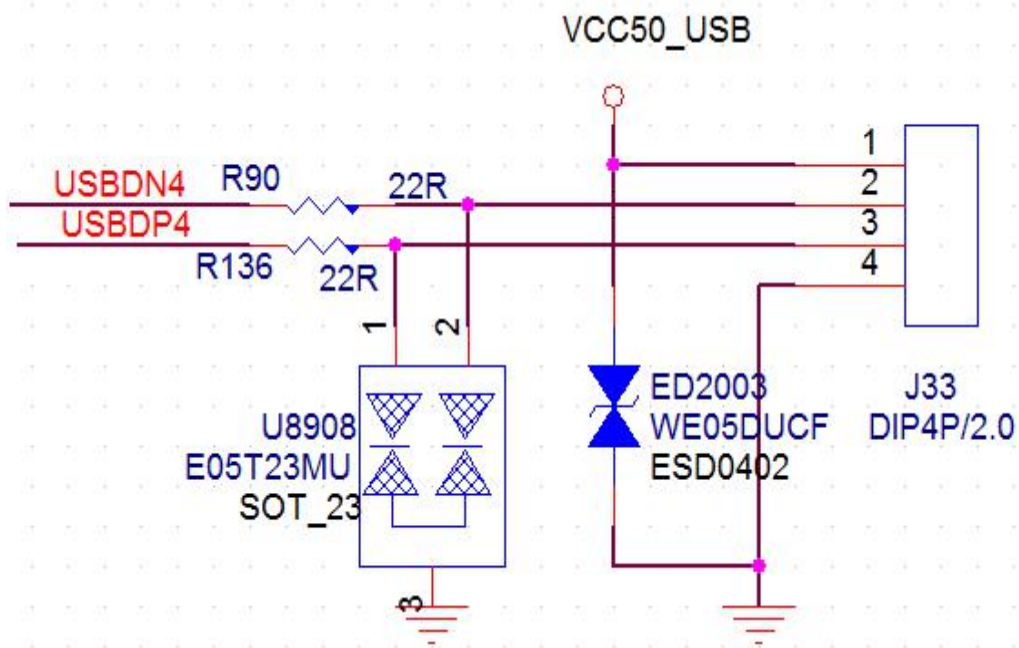 VCC50_USB
USBDN4
R90
22R
USBDP4
R136
22R
1
2
3
4
1
2
U8908
E05T23MU
SOT_23
3
ED2003
WE05DUCF
ESD0402
J33
DIP4P/2.0